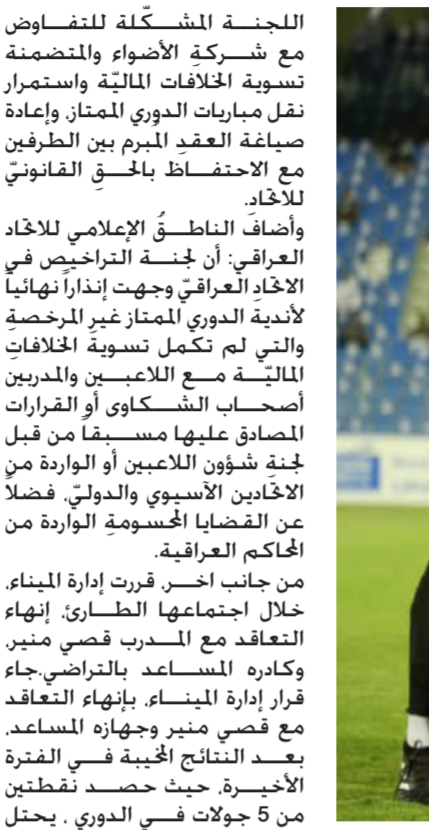 اللجنة المشكّلة للتفاوض
مع شركةِ الأضواء والمتضمنة
تسوية الخلافات الماليّة واستمرار
نقل مباريات الدوري الممتاز، وإعادة
صياغة العقدِ المبرم بين الطرفين
مع الاحتفاظ بالحقِ القانونيّ
للاتحاد.
وأضافَ الناطقُ الإعلامي للاتحاد
العراقي: أن لجنة التراخيص في
الاتحادِ العراقيّ وجهت إنذاراً نهائياً
لأندية الدوري الممتاز غيرِ المرخصةِ
والتي لم تكمل تسويةَ الخلافاتِ
الماليّة مع اللاعبين والمدربين
أصحاب الشكاوى أو القرارات
المصادق عليها مسبقاً من قبل
لجنةِ شؤون اللاعبين أو الواردة من
الاتحادين الآسيوي والدوليّ، فضلاً
عن القضايا المحسومةِ الواردة من
المحاكم العراقية.
من جانب اخر، قررت إدارة الميناء،
خلال اجتماعها الطارئ، إنهاء
التعاقد مع المدرب قصي منير،
وكادره المساعد بالتراضي.جاء
قرار إدارة الميناء، بإنهاء التعاقد
مع قصي منير وجهازه المساعد،
بعد النتائج المخيبة في الفترة
الأخيرة، حيث حصد نقطتين
من 5 جولات في الدوري . يحتل